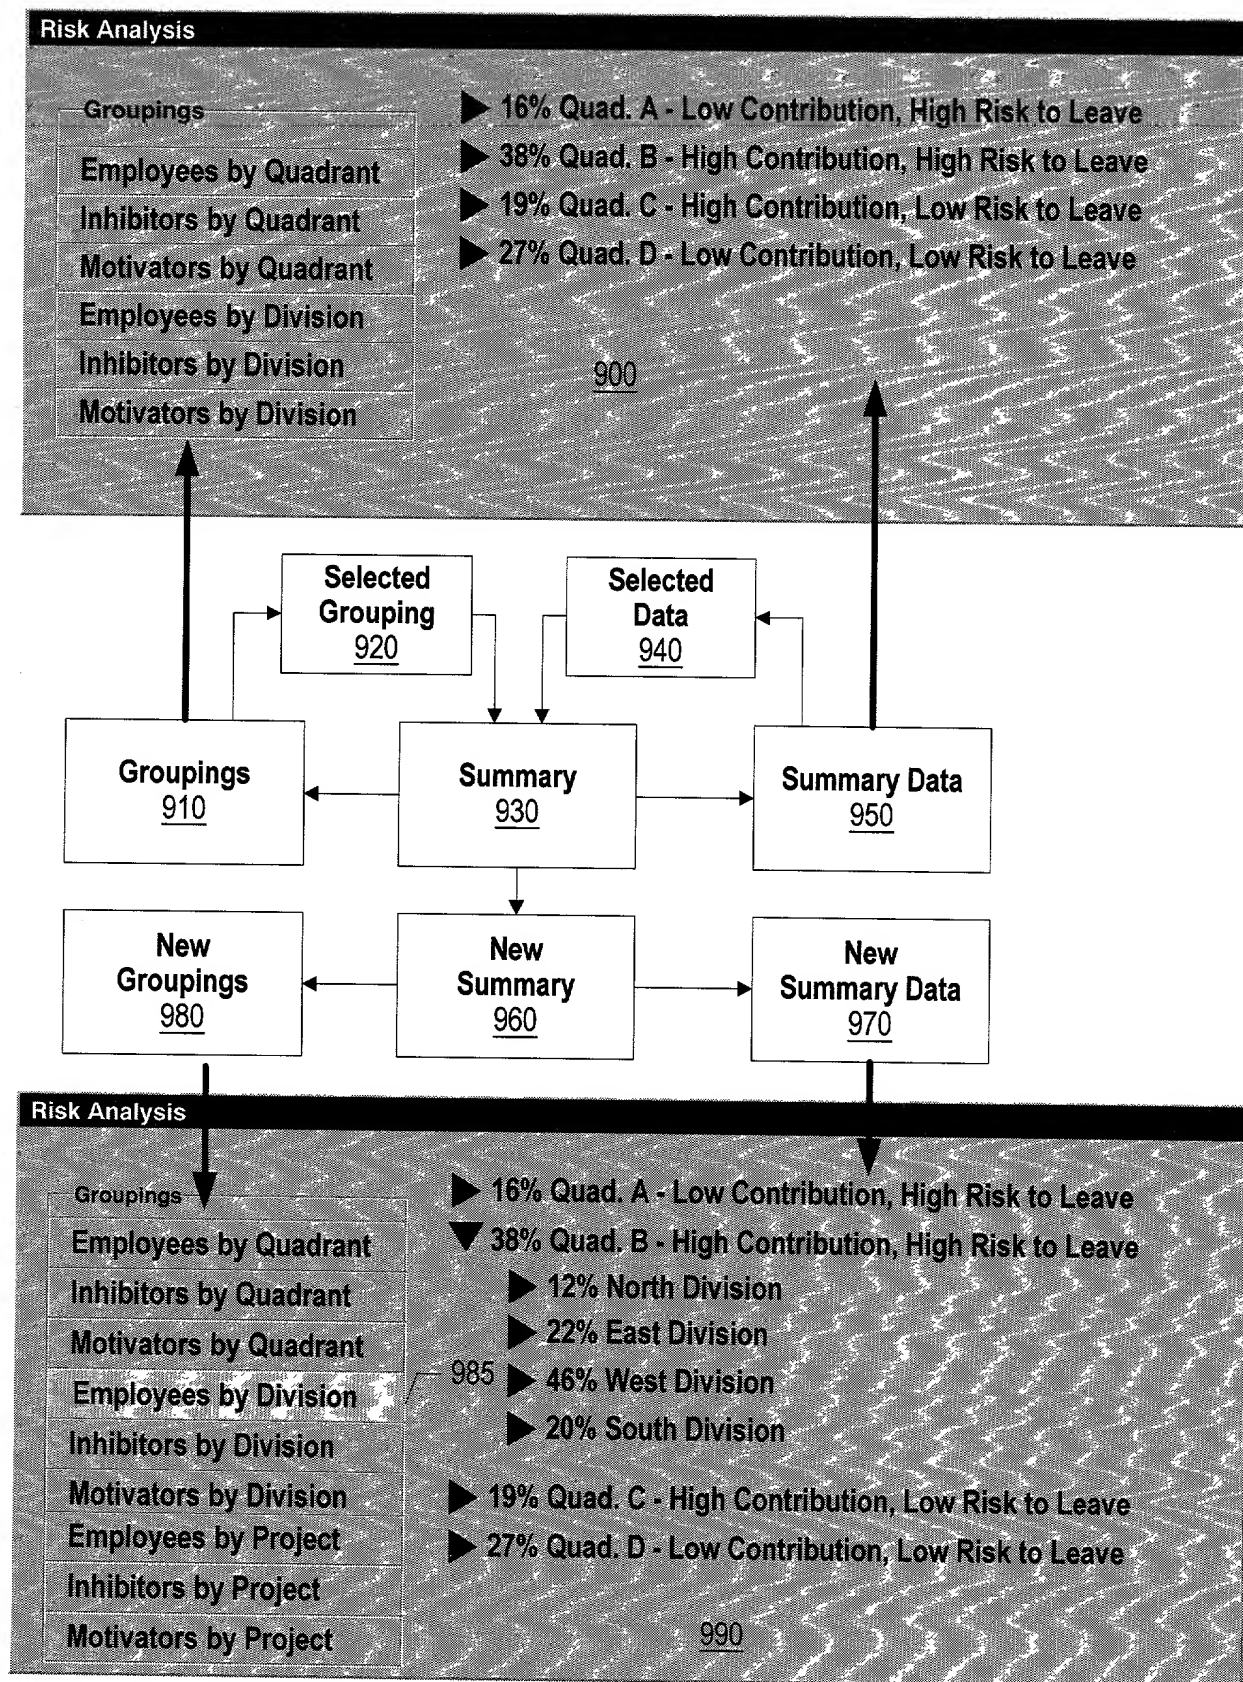 Risk Analysis
Groupings
Employees by Quadrant
Inhibitors by Quadrant
Motivators by Quadrant
Employees by Division
Inhibitors by Division
Motivators by Division
16% Quad. A - Low Contribution, High Risk to Leave
38% Quad. B - High Contribution, High Risk to Leave
19% Quad. C - High Contribution, Low Risk to Leave
27% Quad. D - Low Contribution, Low Risk to Leave
900
Selected
Grouping
920
Selected
Data
940
Groupings
910
Summary
930
Summary Data
950
New
Groupings
980
New
Summary
960
New
Summary Data
970
Risk Analysis
Groupings
Employees by Quadrant
Inhibitors by Quadrant
Motivators by Quadrant
Employees by Division
Inhibitors by Division
Motivators by Division
Employees by Project
Inhibitors by Project
Motivators by Project
985
16% Quad. A - Low Contribution, High Risk to Leave
38% Quad. B - High Contribution, High Risk to Leave
12% North Division
22% East Division
46% West Division
20% South Division
19% Quad. C - High Contribution, Low Risk to Leave
27% Quad. D - Low Contribution, Low Risk to Leave
990